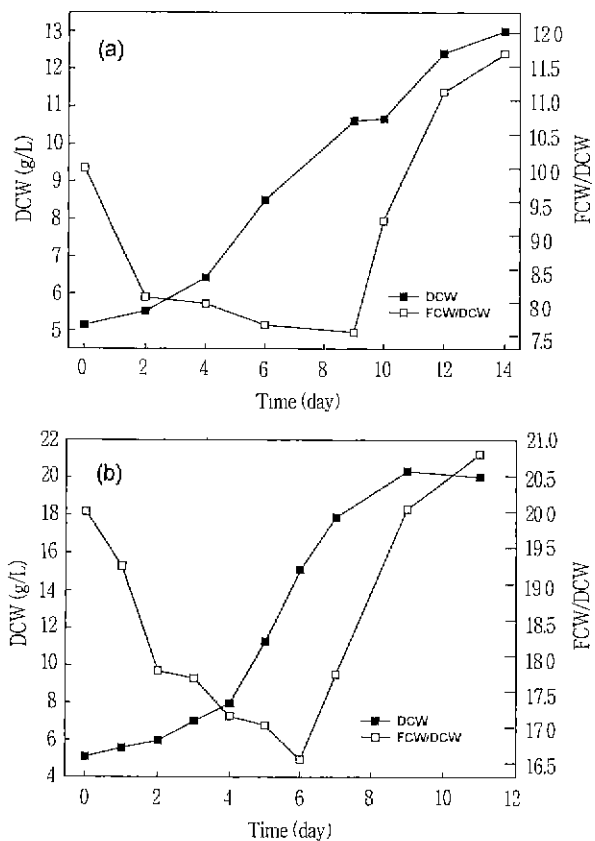 (a)
13
12
11
10
9
8
7
6
5
DCW (g/L)
12.0
11.5
11.0
10.5
10.0
9.5
9.0
8.5
8.0
7.5
FCW/DCW
DCW
FCW/DCW
0 2 4 6 8 10 12 14
Time (day)
(b)
22
20
18
16
14
12
10
8
6
4
DCW (g/L)
21.0
20.5
20.0
19.5
19.0
18.5
18.0
17.5
17.0
16.5
FCW/DCW
DCW
FCW/DCW
0 2 4 6 8 10 12
Time (day)